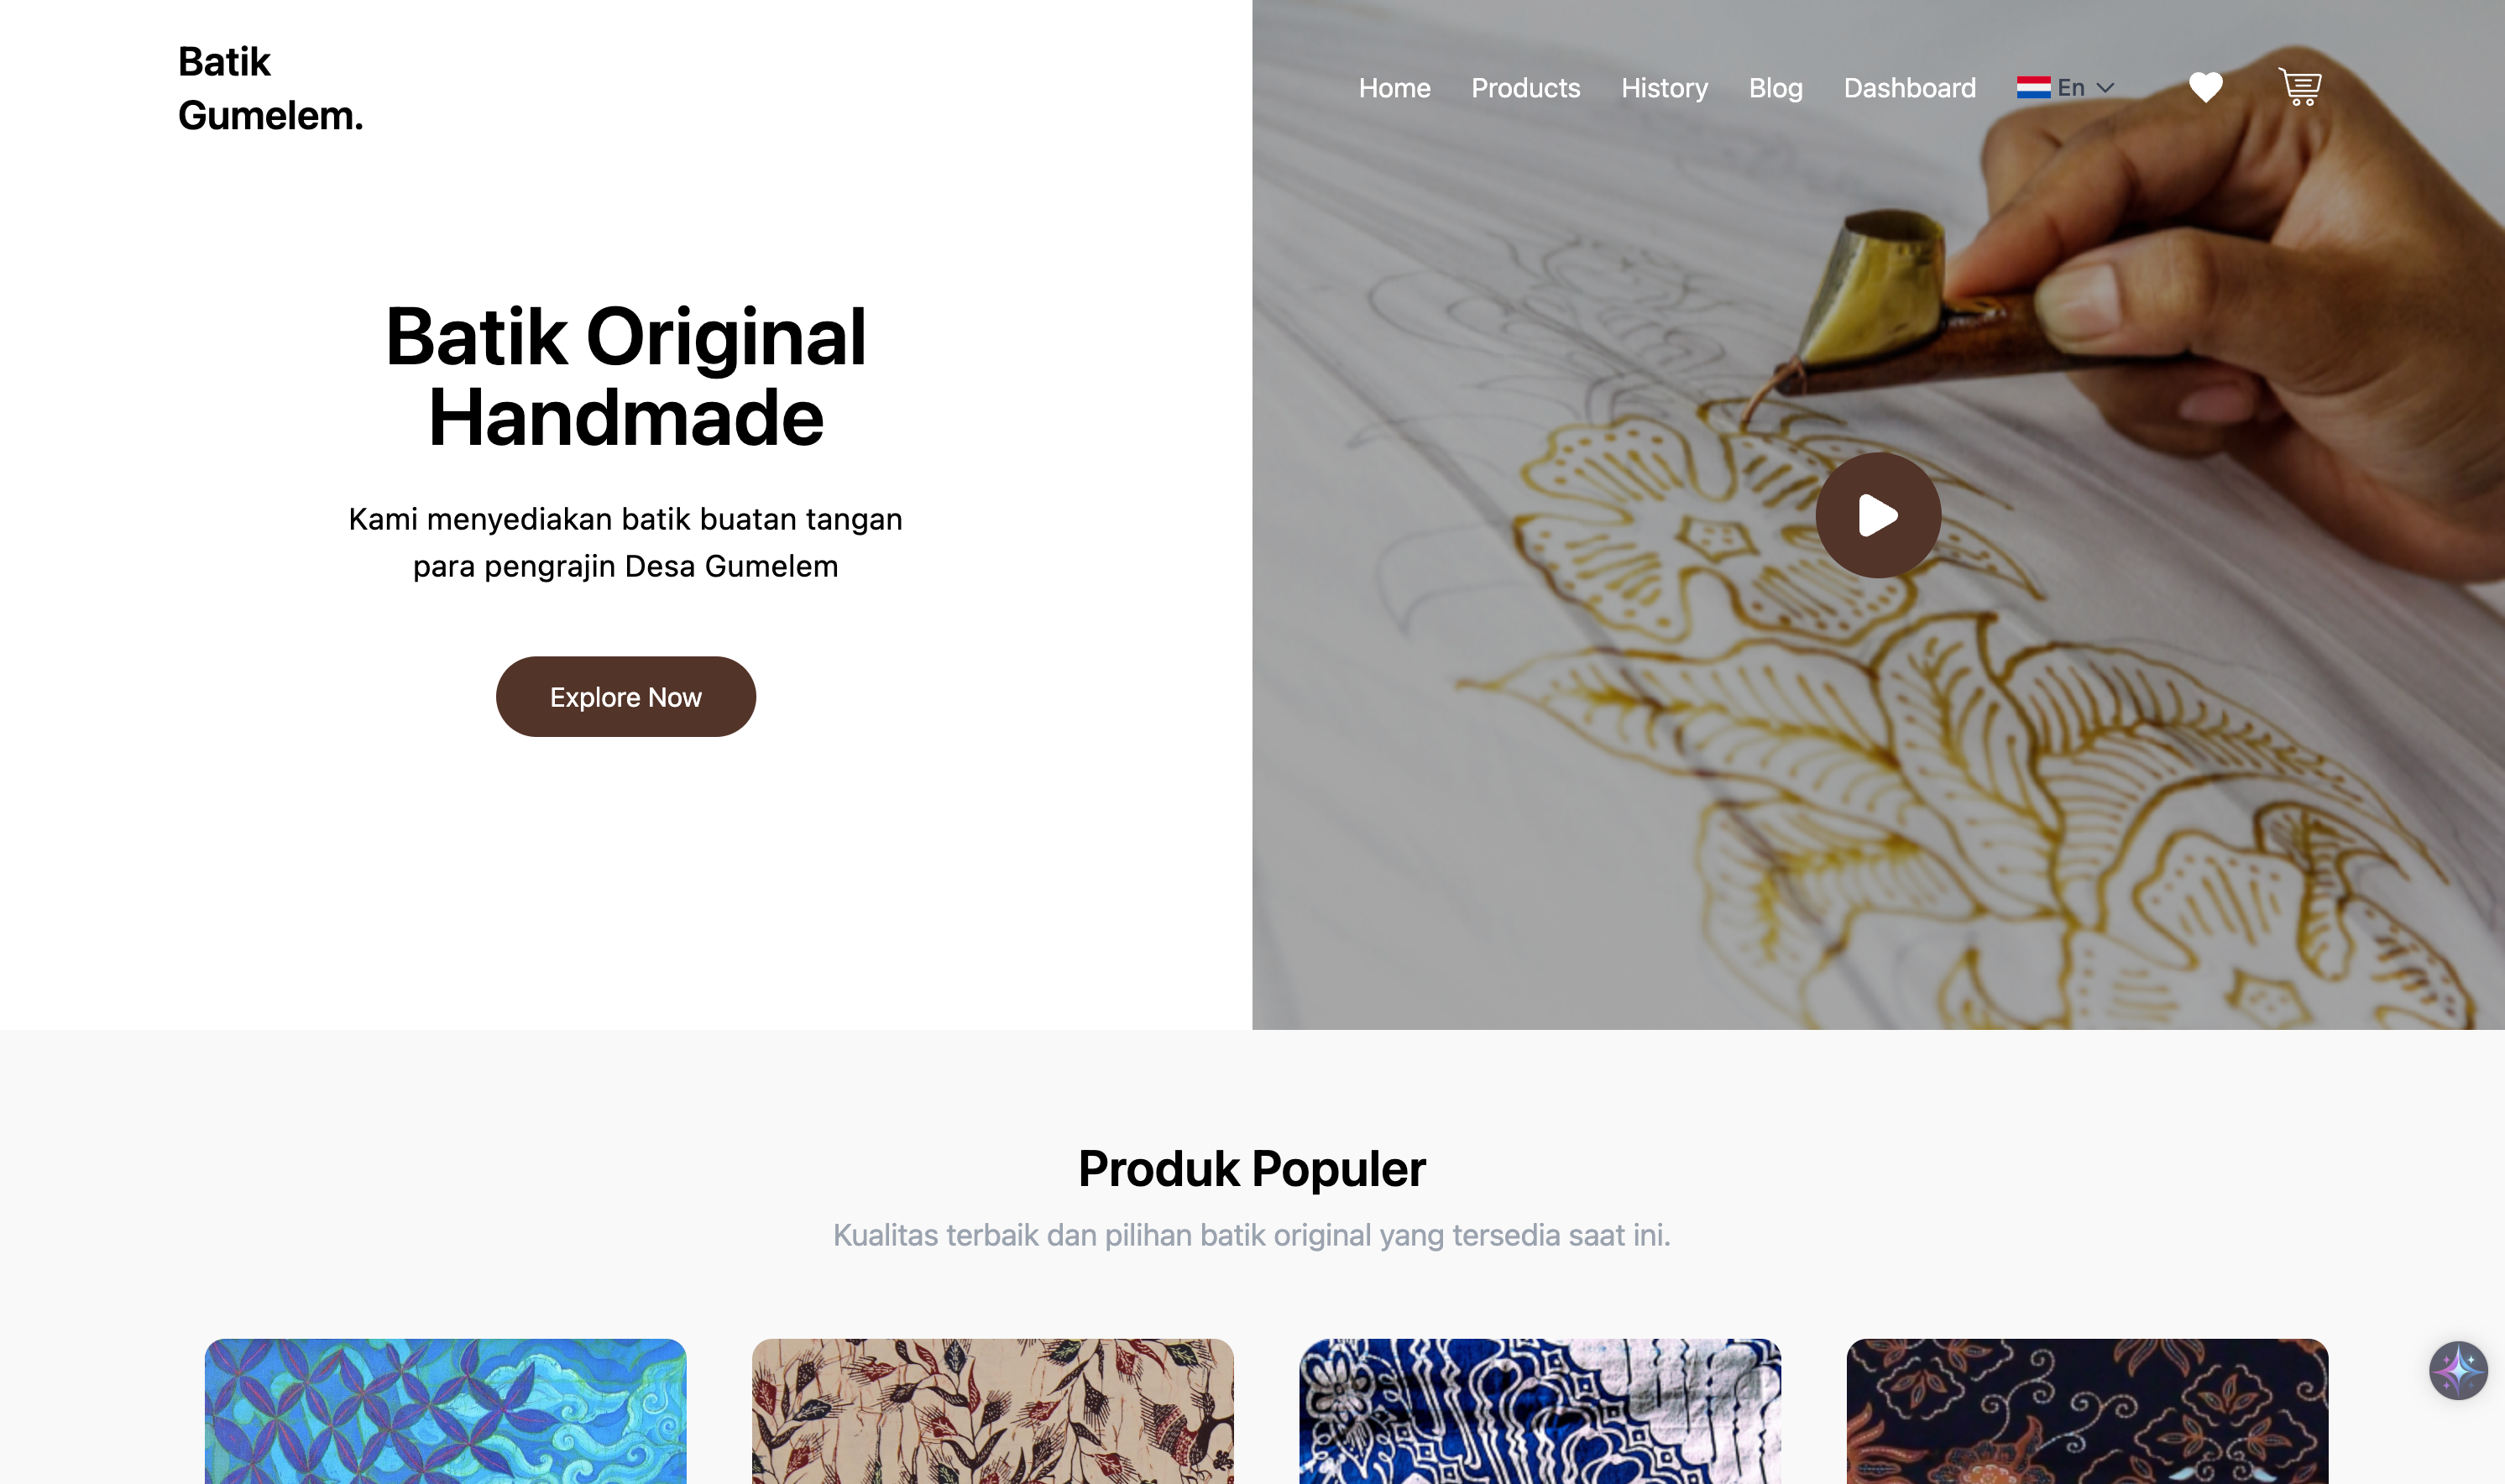 Batik
Gumelem.
Home Products History Blog Dashboard En
Batik Original
Handmade
Kami menyediakan batik buatan tangan
para pengrajin Desa Gumelem
Explore Now
Produk Populer
Kualitas terbaik dan pilihan batik original yang tersedia saat ini.